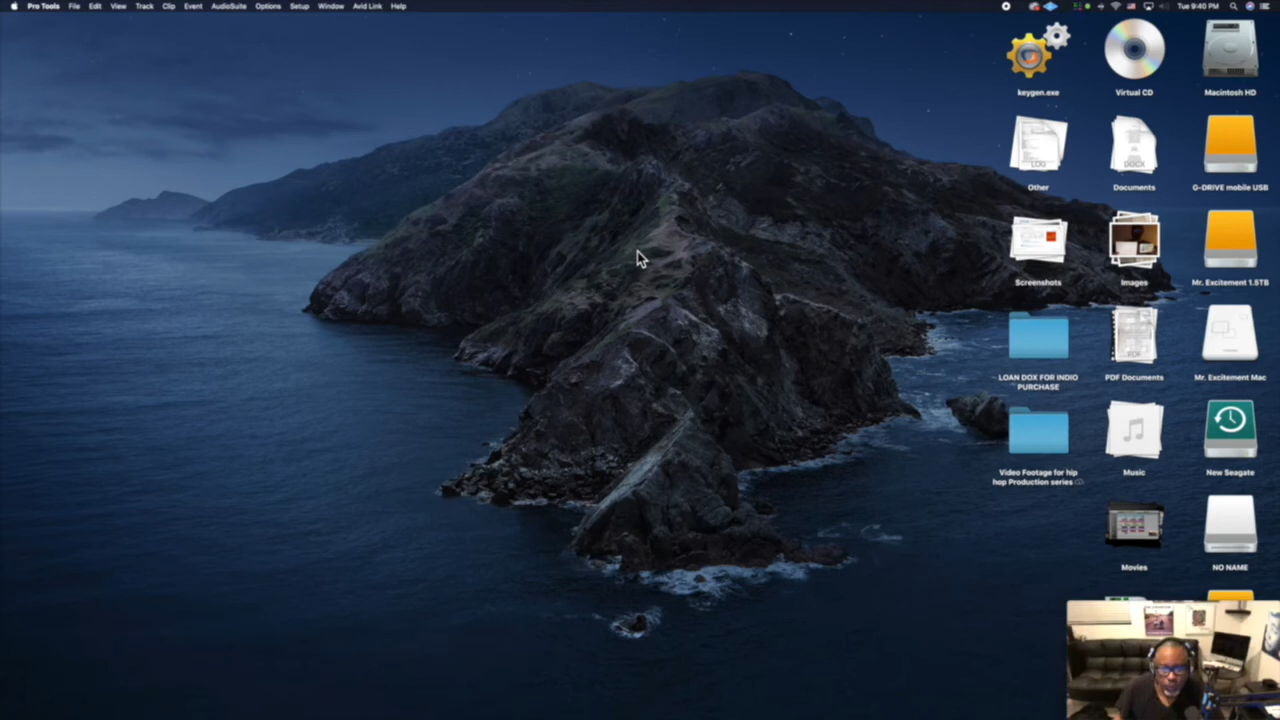 Pro Tools File Edit View Track Clip Event AudioSuite Options Setup Window Avid Link Help
Tue 9:40 PM
keygen.exe
Virtual CD
Macintosh HD
LOG
DOCX
Other
Documents
G-DRIVE mobile USB
Screenshots
Images
Mr. Excitement 1.5TB
PDF
LOAN DOX FOR INDIO
PURCHASE
PDF Documents
Mr. Excitement Mac
Video Footage for hip
hop Production series
Music
New Seagate
Movies
NO NAME